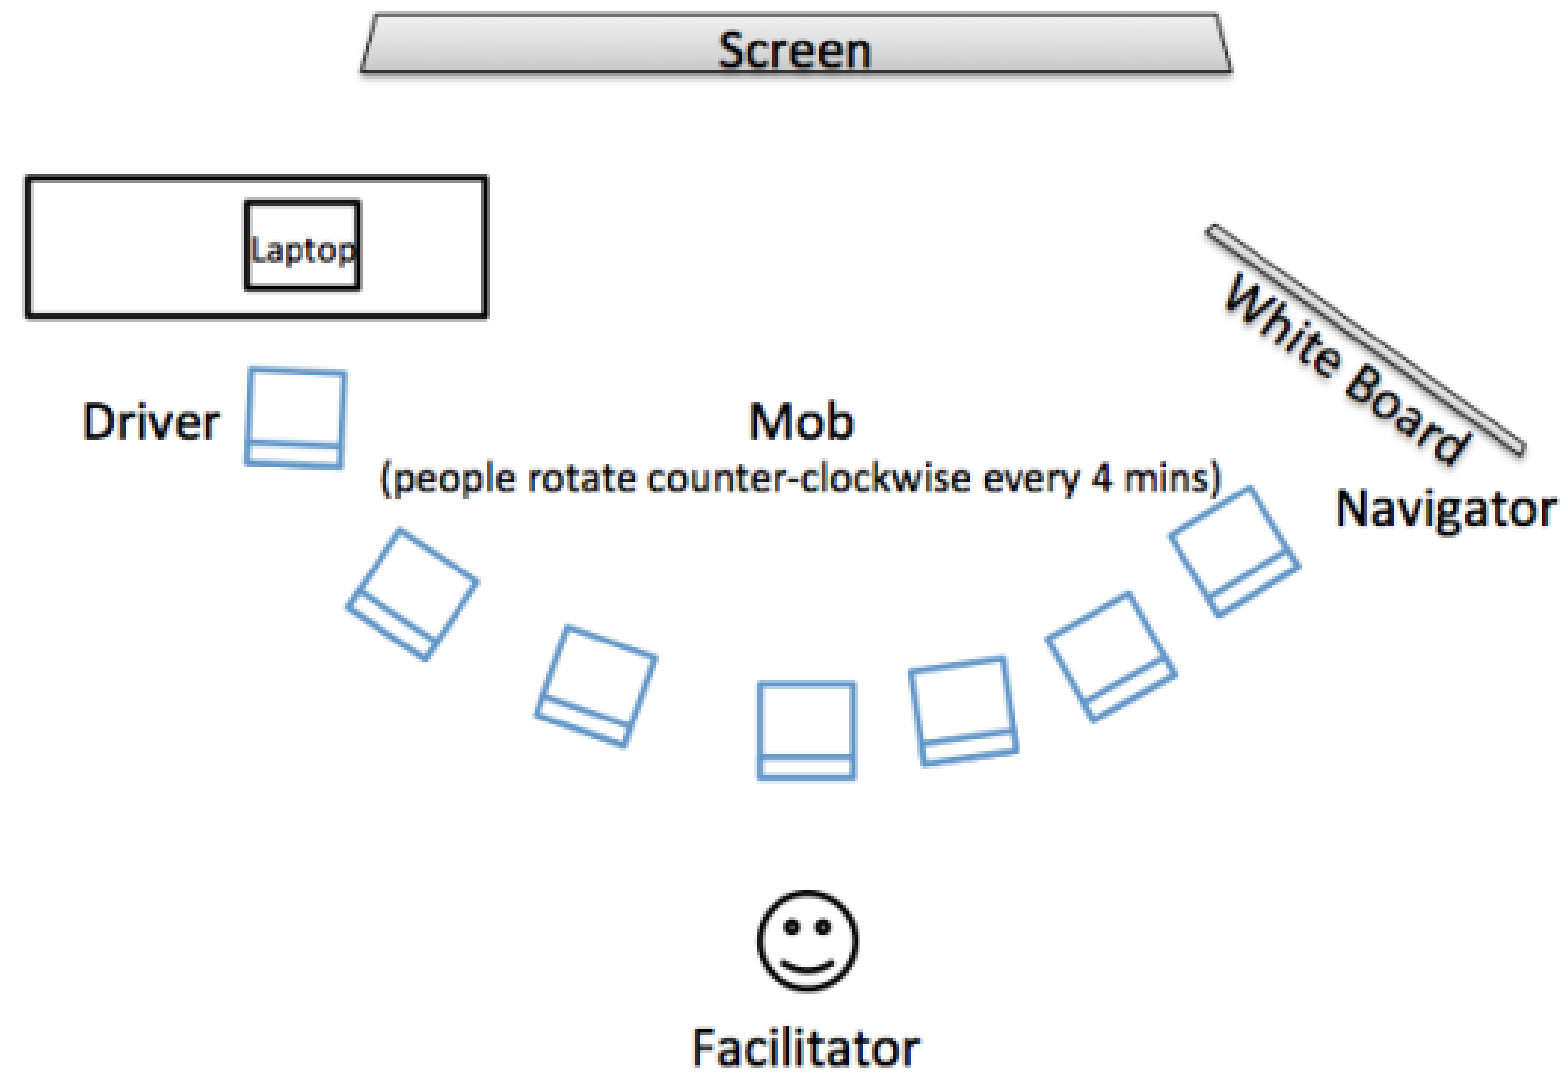 Screen
Laptop
White Board
Driver
Mob
(people rotate counter-clockwise every 4 mins)
Navigator
Facilitator